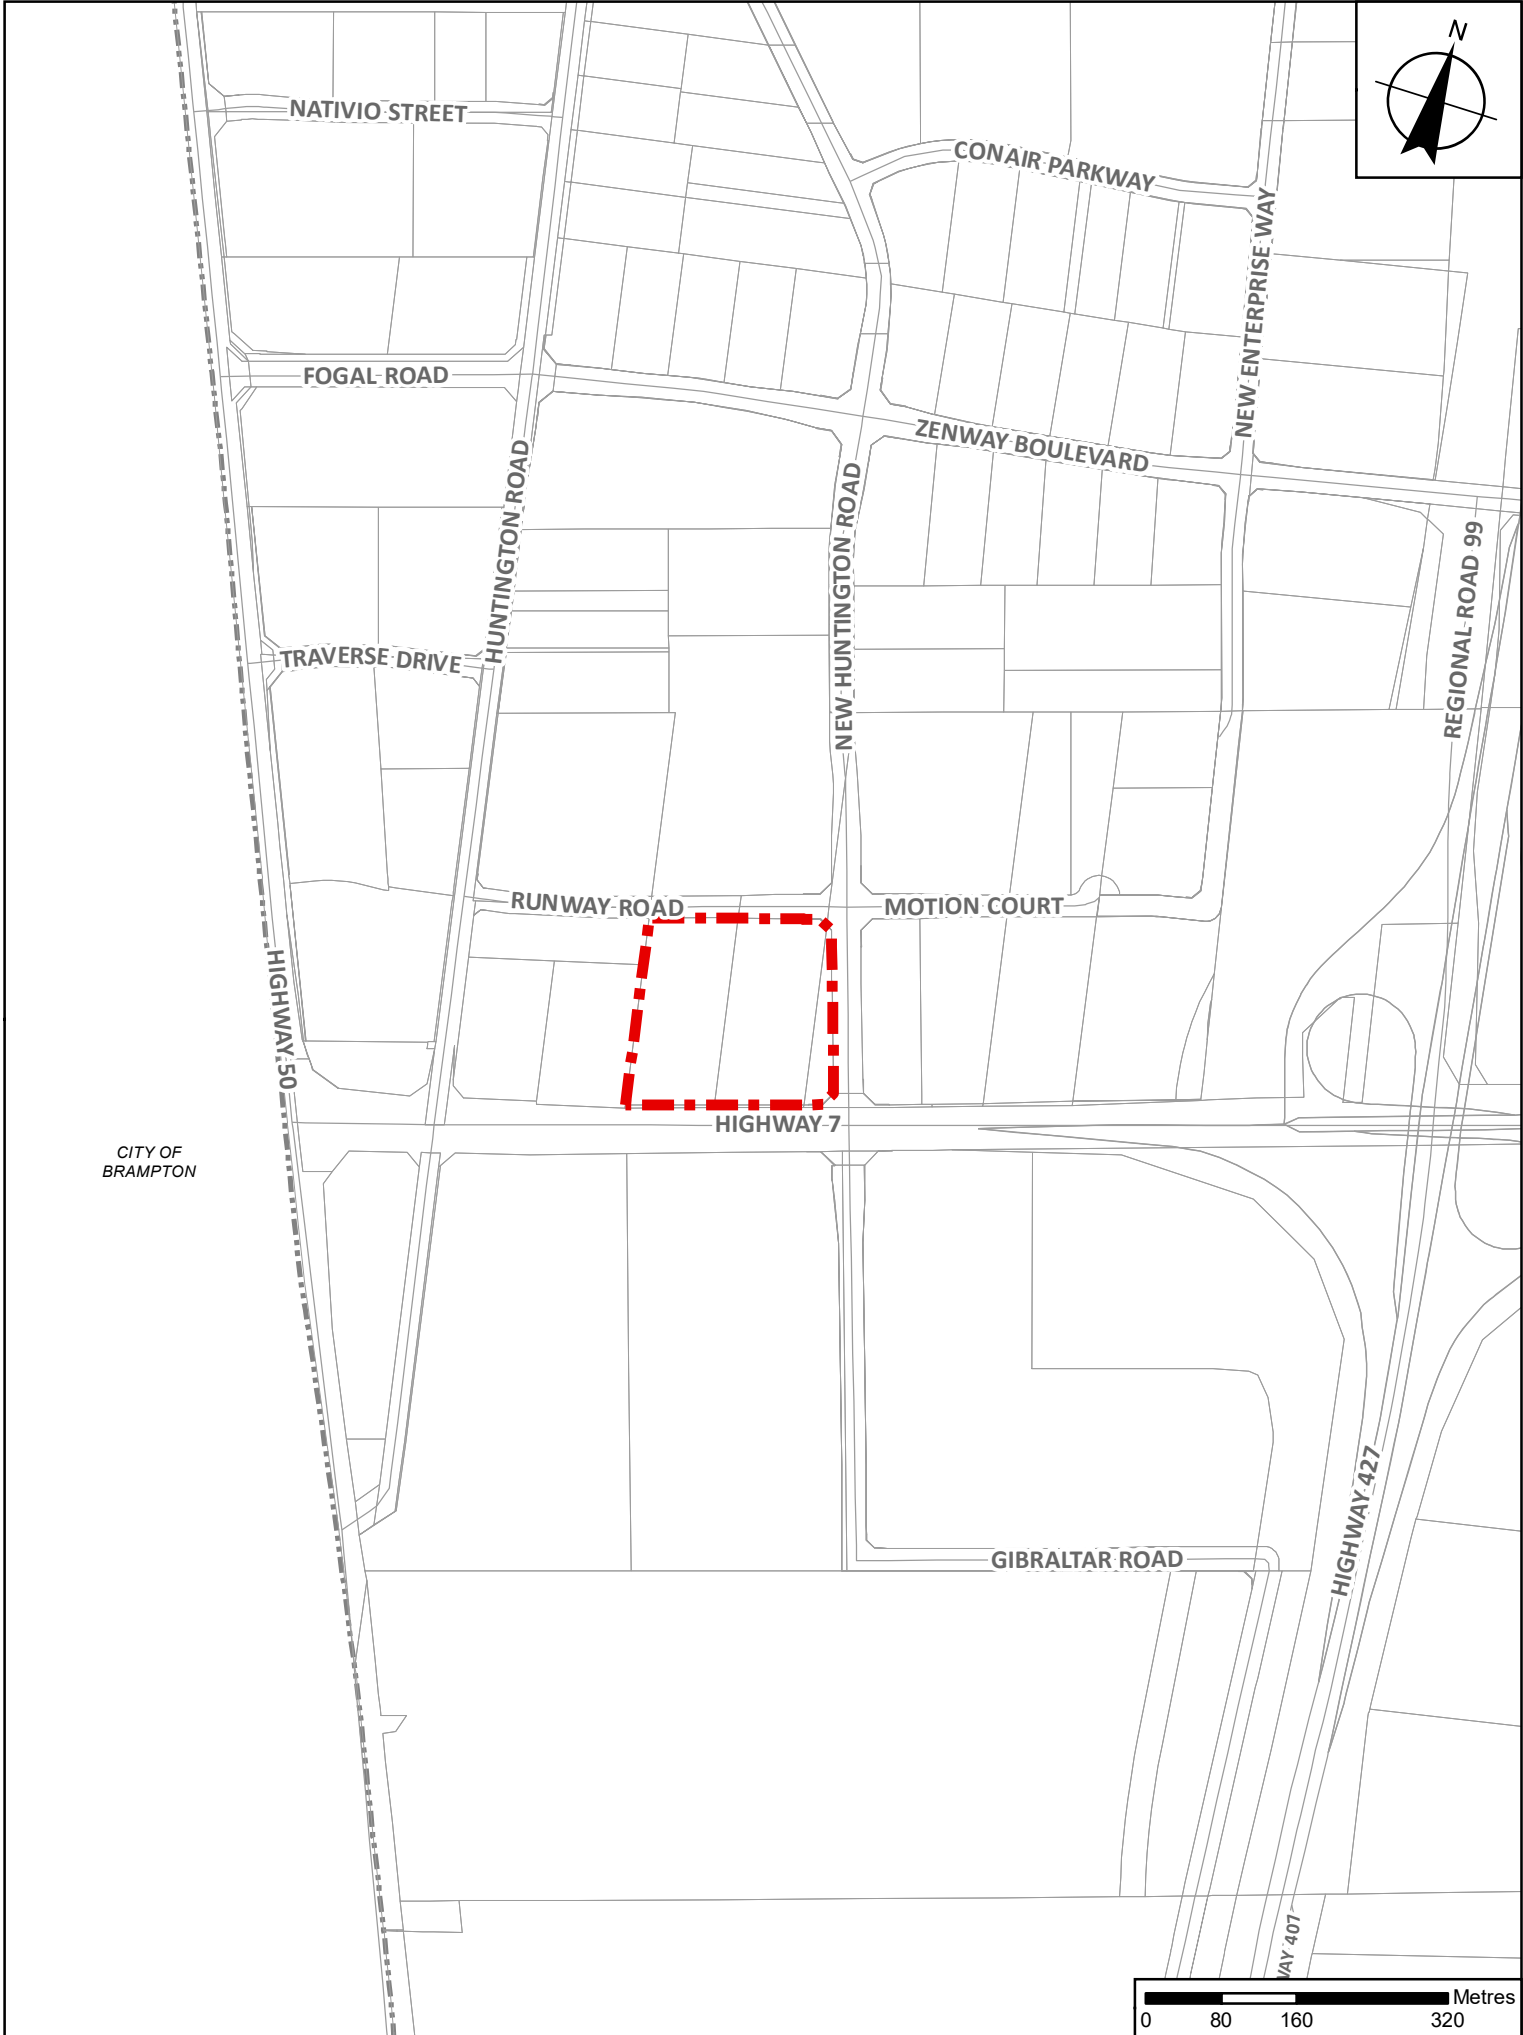 N
NATIVIO STREET
CONAIR PARKWAY
NEW ENTERPRISE WAY
FOGAL ROAD
ZENWAY BOULEVARD
HUNTINGTON ROAD
NEW HUNTINGTON ROAD
REGIONAL ROAD 99
TRAVERSE DRIVE
RUNWAY ROAD
MOTION COURT
HIGHWAY 50
HIGHWAY 7
CITY OF
BRAMPTON
HIGHWAY 427
GIBRALTAR ROAD
WAY 407
Metres
0 80 160 320